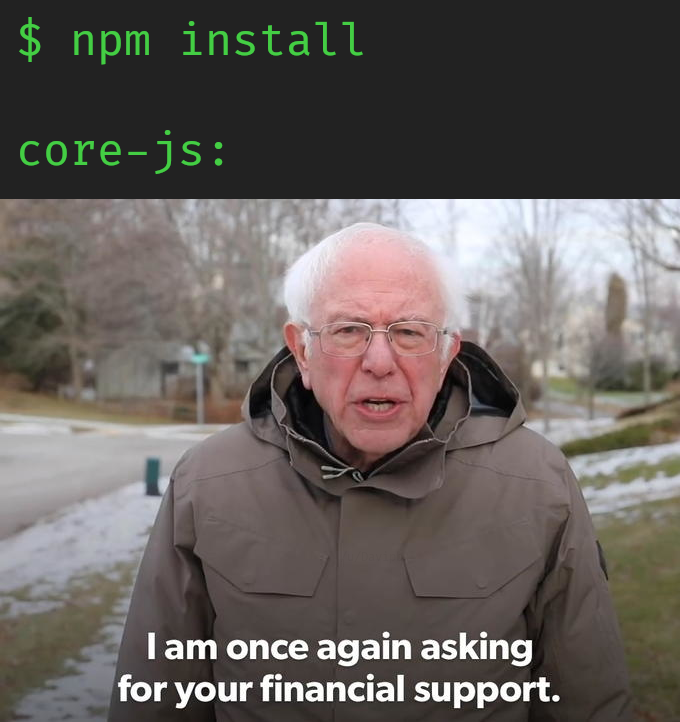 $ npm install
core-js:
I am once again asking
for your financial support.